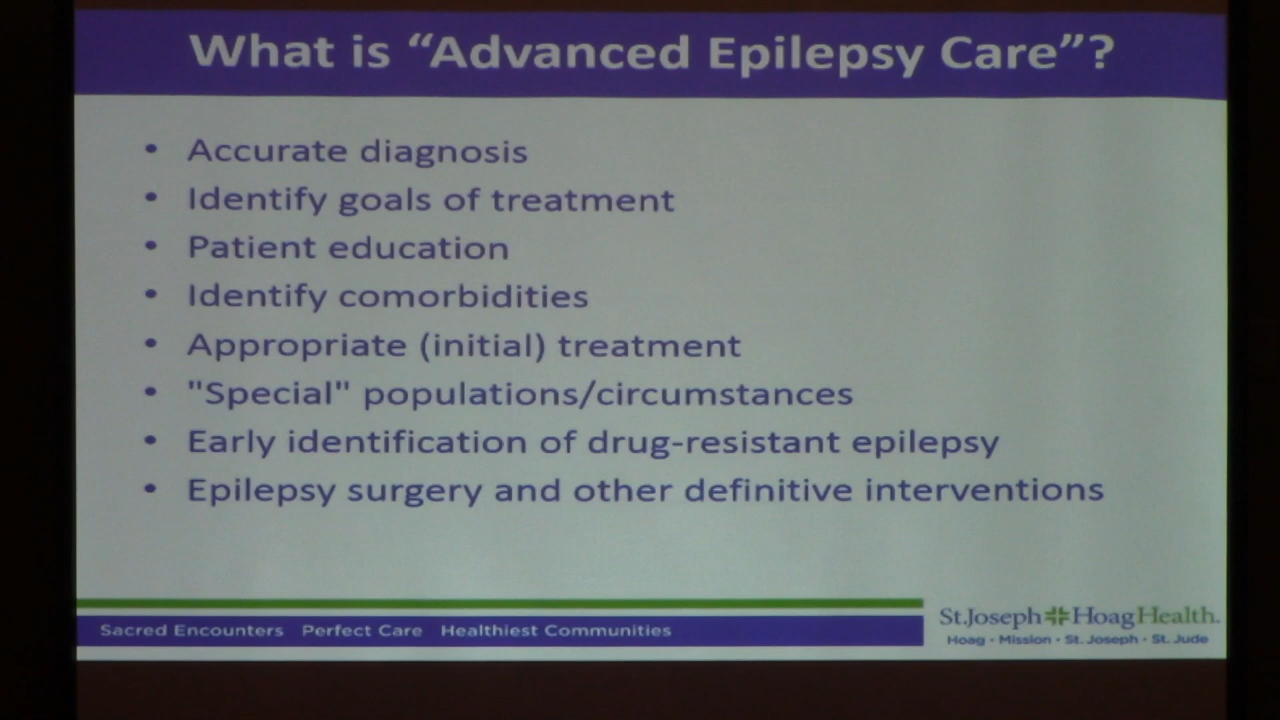 What is “Advanced Epilepsy Care”?
• Accurate diagnosis
• Identify goals of treatment
• Patient education
• Identify comorbidities
• Appropriate (initial) treatment
• "Special" populations/circumstances
• Early identification of drug-resistant epilepsy
• Epilepsy surgery and other definitive interventions
Sacred Encounters Perfect Care Healthiest Communities
St.Joseph HoagHealth.
Hoag · Mission · St. Joseph · St. Jude